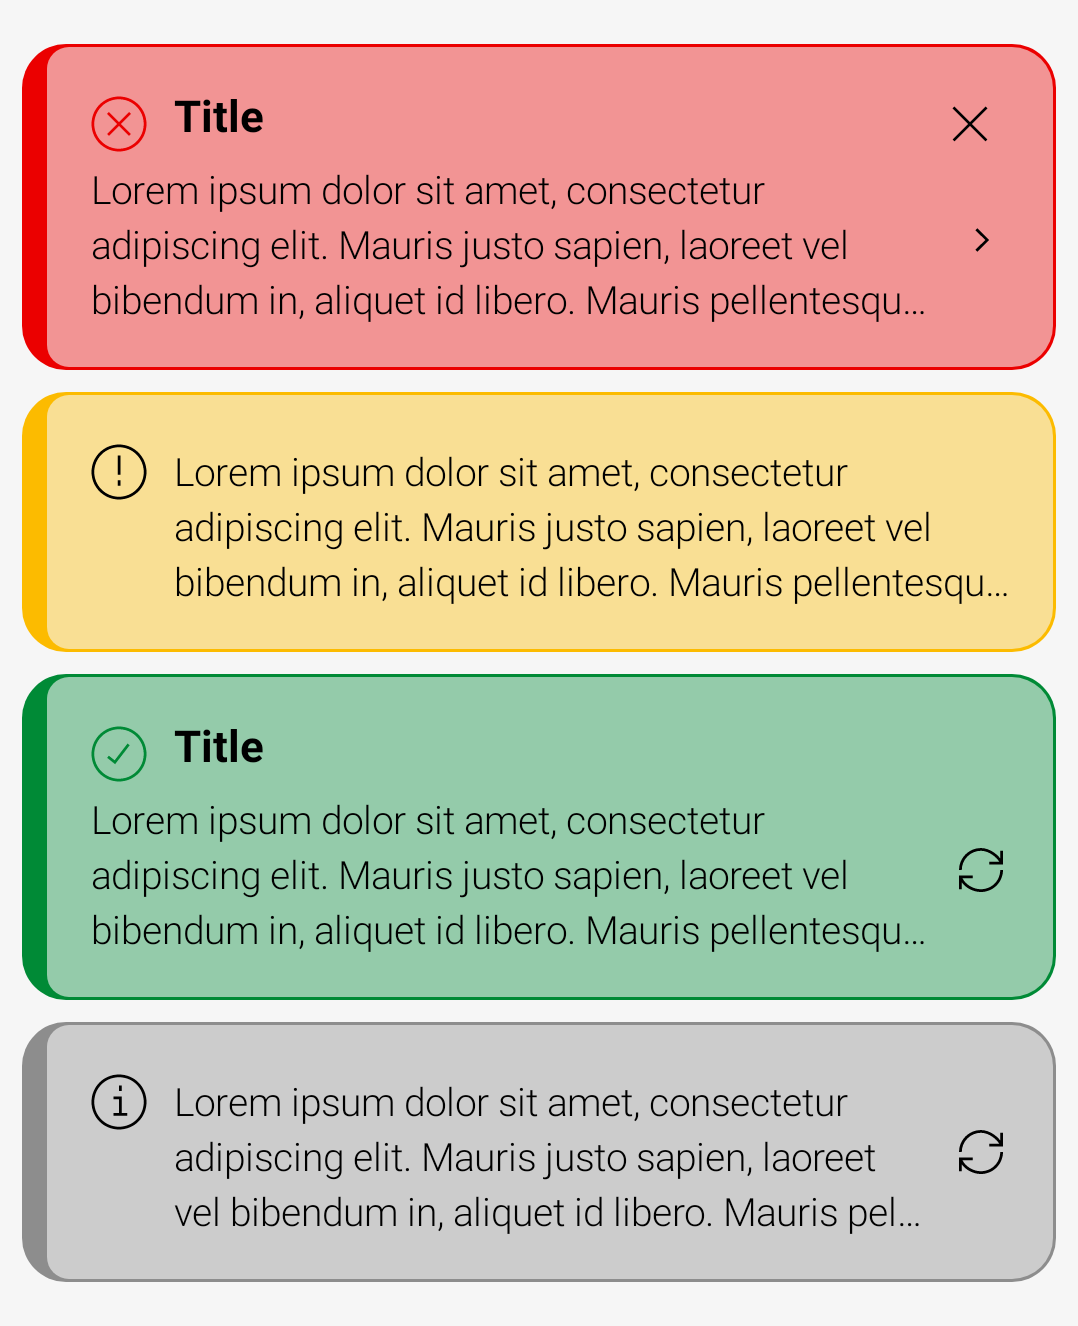 Title
Lorem ipsum dolor sit amet, consectetur
adipiscing elit. Mauris justo sapien, laoreet vel
bibendum in, aliquet id libero. Mauris pellentesqu...
Lorem ipsum dolor sit amet, consectetur
adipiscing elit. Mauris justo sapien, laoreet vel
bibendum in, aliquet id libero. Mauris pellentesqu...
Title
Lorem ipsum dolor sit amet, consectetur
adipiscing elit. Mauris justo sapien, laoreet vel
bibendum in, aliquet id libero. Mauris pellentesqu...
Lorem ipsum dolor sit amet, consectetur
adipiscing elit. Mauris justo sapien, laoreet
vel bibendum in, aliquet id libero. Mauris pel...